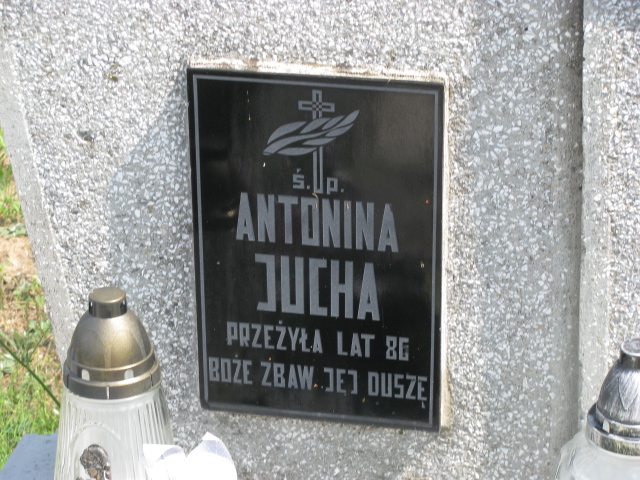 Ś. P.
ANTONINA
JUCHA
PRZEŻYŁA LAT 86
BOŻE ZBAW JEJ DUSZĘ